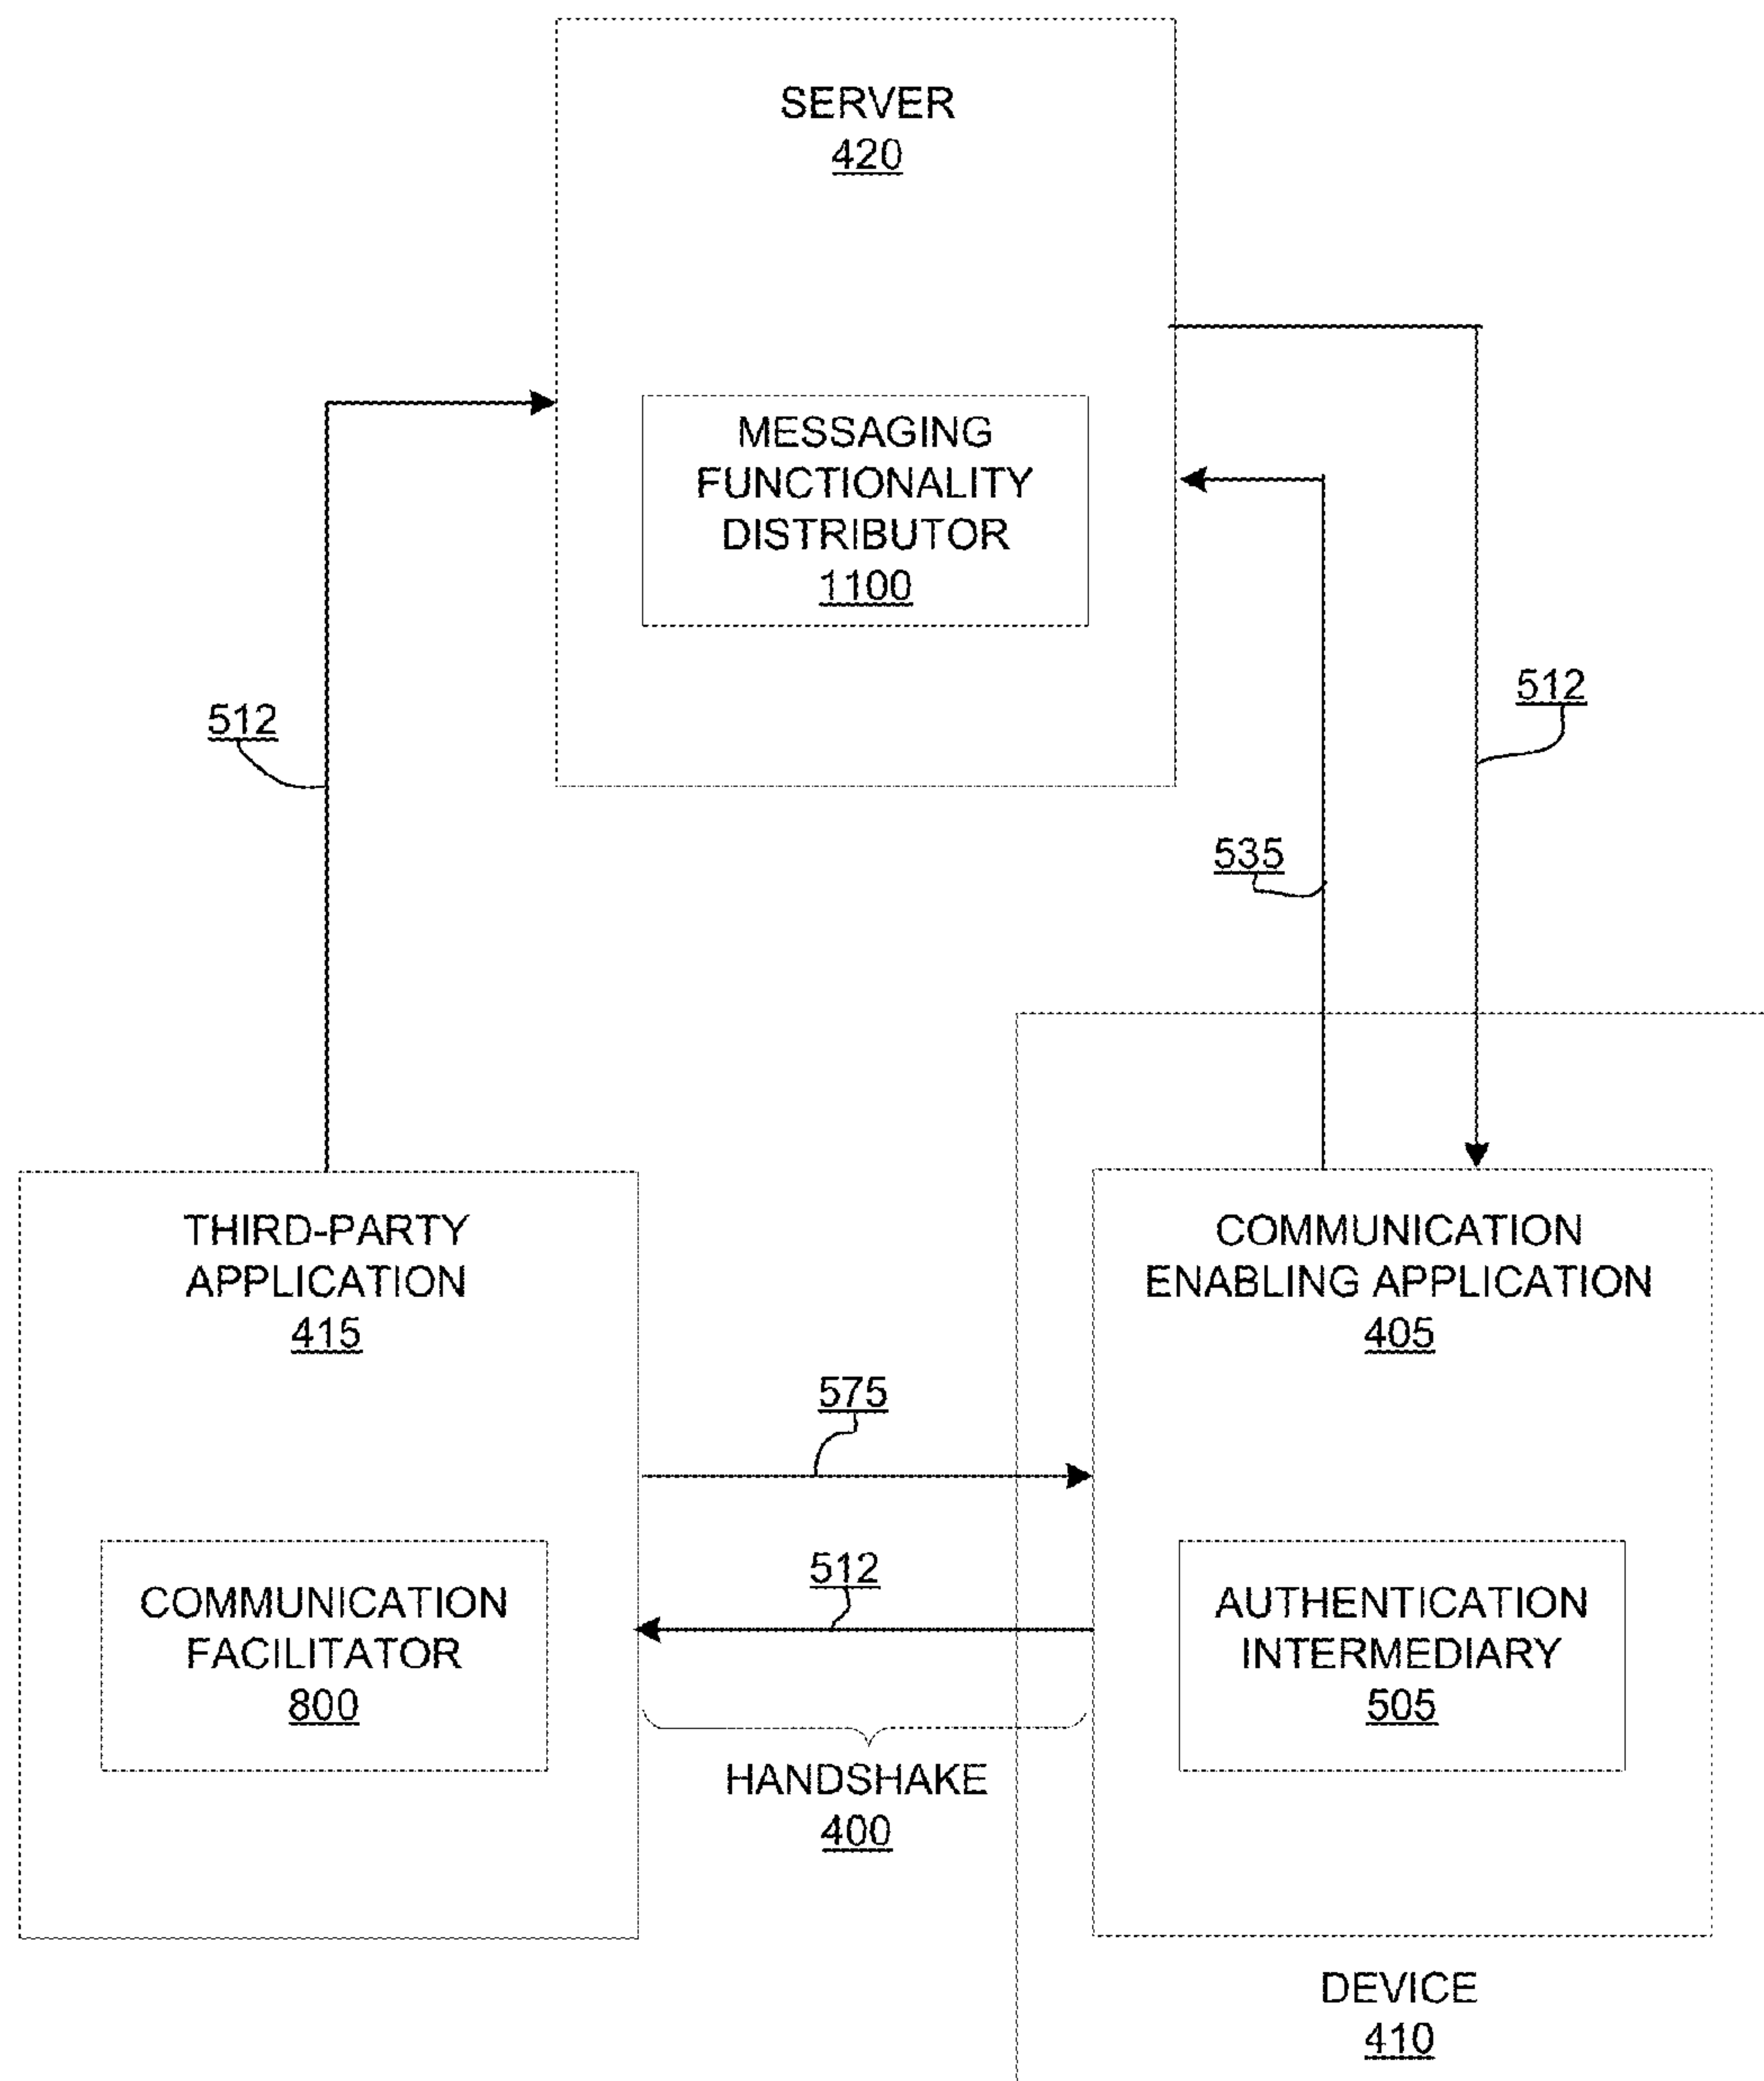 SERVER
420
MESSAGING
FUNCTIONALITY
DISTRIBUTOR
1100
512
512
535
THIRD-PARTY
APPLICATION
415
COMMUNICATION
ENABLING APPLICATION
405
575
512
COMMUNICATION
FACILITATOR
800
AUTHENTICATION
INTERMEDIARY
505
HANDSHAKE
400
DEVICE
410